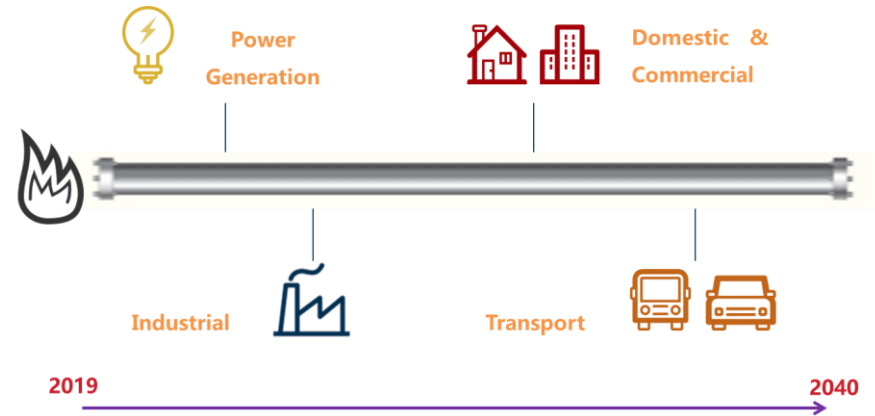 Power
Generation
Domestic &
Commercial
Industrial
Transport
2019
2040